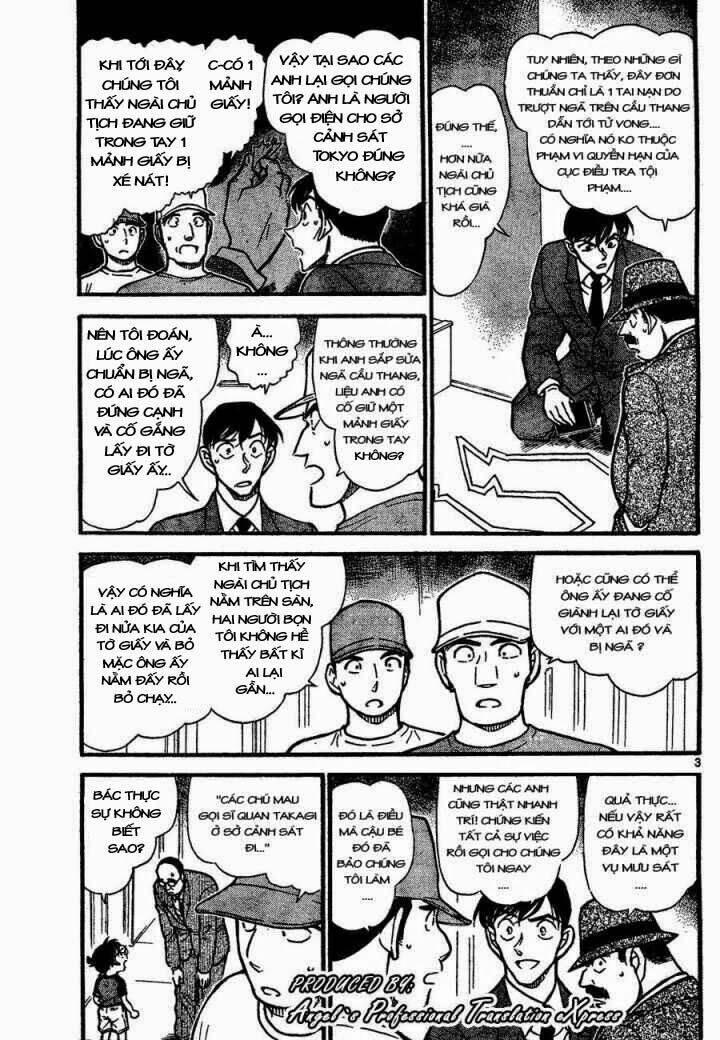 TUY NHIÊN, THEO NHỮNG GÌ
CHÚNG TA THẤY, ĐÂY ĐƠN
THUẦN CHỈ LÀ 1 TAI NẠN DO
TRƯỢT NGÃ TRÊN CẦU THANG
DẪN TỚI TỬ VONG....
CÓ NGHĨA NÓ KO THUỘC
PHẠM VI QUYỀN HẠN CỦA
CỤC ĐIỀU TRA TỘI
PHẠM....
ĐÚNG THẾ,
....
HƠN NỮA
NGÀI CHỦ
TỊCH CŨNG
KHÁ GIÀ
RỒI...
VẬY TẠI SAO CÁC
ANH LẠI GỌI CHÚNG
TÔI? ANH LÀ NGƯỜI
GỌI ĐIỆN CHO SỞ
CẢNH SÁT
TOKYO ĐÚNG
KHÔNG?
C-CÓ 1
MẢNH
GIẤY!
KHI TỚI ĐÂY,
CHÚNG TÔI
THẤY NGÀI CHỦ
TỊCH ĐANG GIỮ
TRONG TAY 1
MẢNH GIẤY BỊ
XÉ NÁT!
THÔNG THƯỜNG
KHI ANH SẮP SỬA
NGÃ CẦU THANG,
LIỆU ANH CÓ
CỐ GIỮ MỘT
MẢNH GIẤY
TRONG TAY
KHÔNG?
À...
KHÔNG
...
NÊN TÔI ĐOÁN,
LÚC ÔNG ẤY
CHUẨN BỊ NGÃ,
CÓ AI ĐÓ ĐÃ
ĐỨNG CẠNH
VÀ CỐ GẮNG
LẤY ĐI TỜ
GIẤY ẤY...
HOẶC CŨNG CÓ THỂ
ÔNG ẤY ĐANG CỐ
GIÀNH LẠI TỜ GIẤY
VỚI MỘT AI ĐÓ VÀ
BỊ NGÃ ?
KHI TÌM THẤY
NGÀI CHỦ TỊCH
NẰM TRÊN SÀN,
HAI NGƯỜI BỌN
TÔI KHÔNG HỀ
THẤY BẤT KÌ
AI LẠI
GẦN...
VẬY CÓ NGHĨA
LÀ AI ĐÓ ĐÃ LẤY
ĐI NỬA KIA CỦA
TỜ GIẤY VÀ BỎ
MẶC ÔNG ẤY
NẰM ĐẤY RỒI
BỎ CHẠY...
3
QUẢ THỰC...
NẾU VẬY RẤT
CÓ KHẢ NĂNG
ĐÂY LÀ MỘT
VỤ MƯU SÁT
....
NHƯNG CÁC ANH
CŨNG THẬT NHANH
TRÍ! CHỨNG KIẾN
TẤT CẢ SỰ VIỆC
RỒI GỌI CHO CHÚNG
TÔI NGAY
....
ĐÓ LÀ ĐIỀU
MÀ CẬU BÉ
ĐÓ ĐÃ
BẢO CHÚNG
TÔI LÀM
....
"CÁC CHÚ MAU
GỌI SĨ QUAN TAKAGI
Ở SỞ CẢNH SÁT
ĐI..."
BÁC THỰC
SỰ KHÔNG
BIẾT
SAO?
PRODUCED BY:
Angel`s Professional Translation eXpress